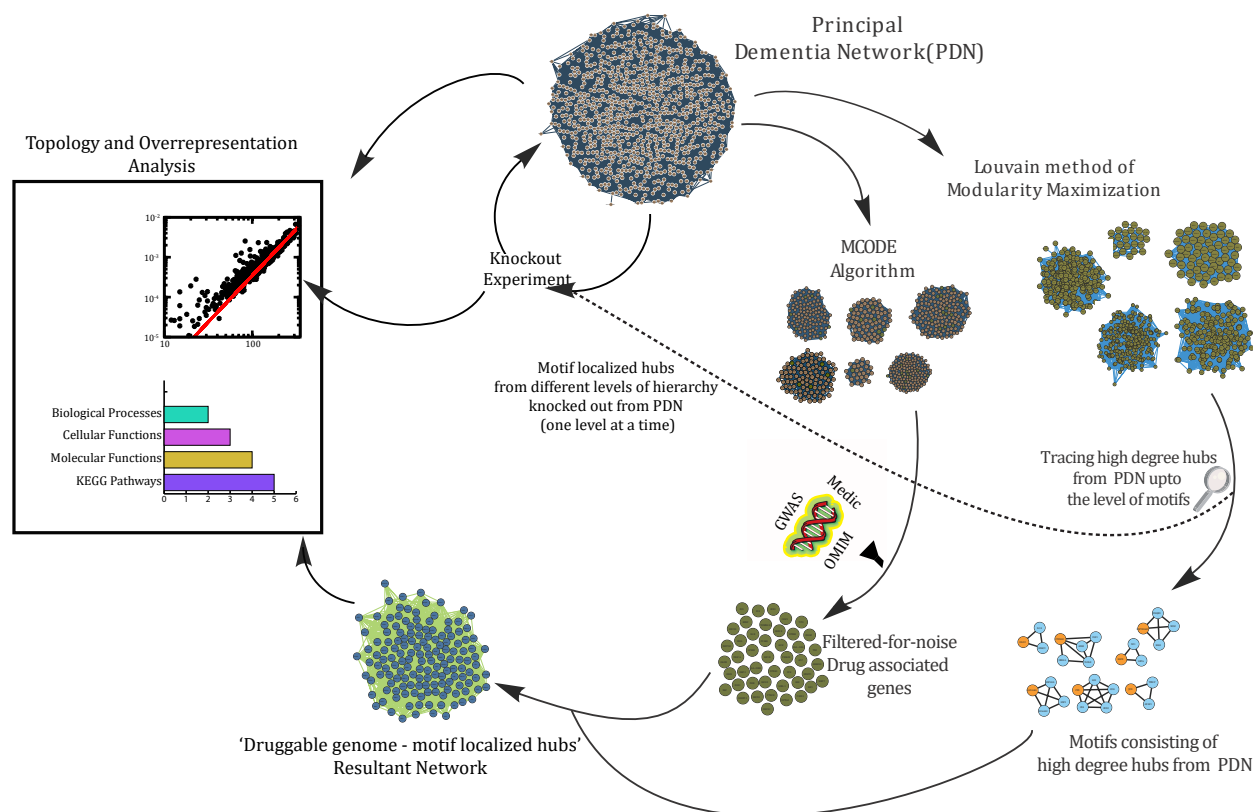 Principal
Dementia Network(PDN)
Topology and Overrepresentation
Analysis
Louvain method of
Modularity Maximization
MCODE
Algorithm
Knockout
Experiment
10-2
10-3
10-4
10-5
10
100
Motif localized hubs
from different levels of hierarchy
knocked out from PDN
(one level at a time)
Biological Processes
Cellular Functions
Molecular Functions
KEGG Pathways
0 1 2 3 4 5 6
Tracing high degree hubs
from PDN upto
the level of motifs
GWAS
Medic
OMIM
Filtered-for-noise
Drug associated
genes
'Druggable genome - motif localized hubs'
Resultant Network
Motifs consisting of
high degree hubs from PDN